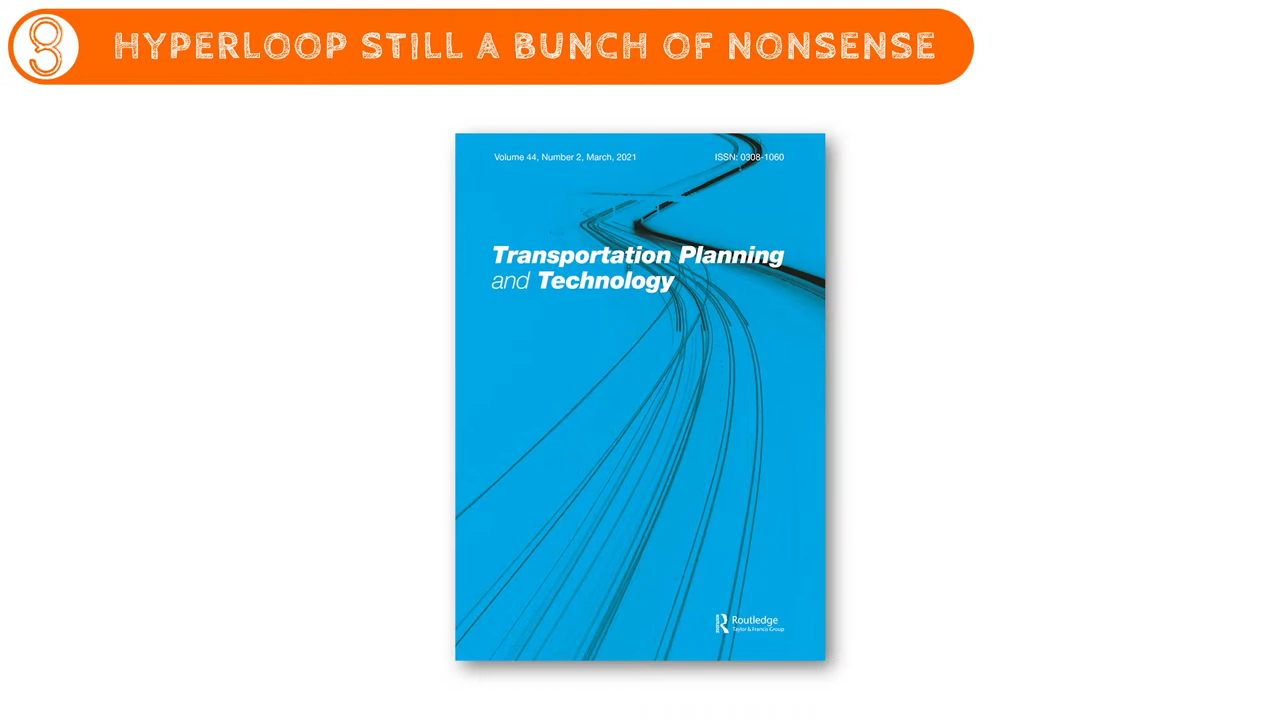 3 HYPERLOOP STILL A BUNCH OF NONSENSE
Volume 44, Number 2, March, 2021 ISSN: 0308-1060
Transportation Planning
and Technology
R Routledge
Taylor & Francis Group